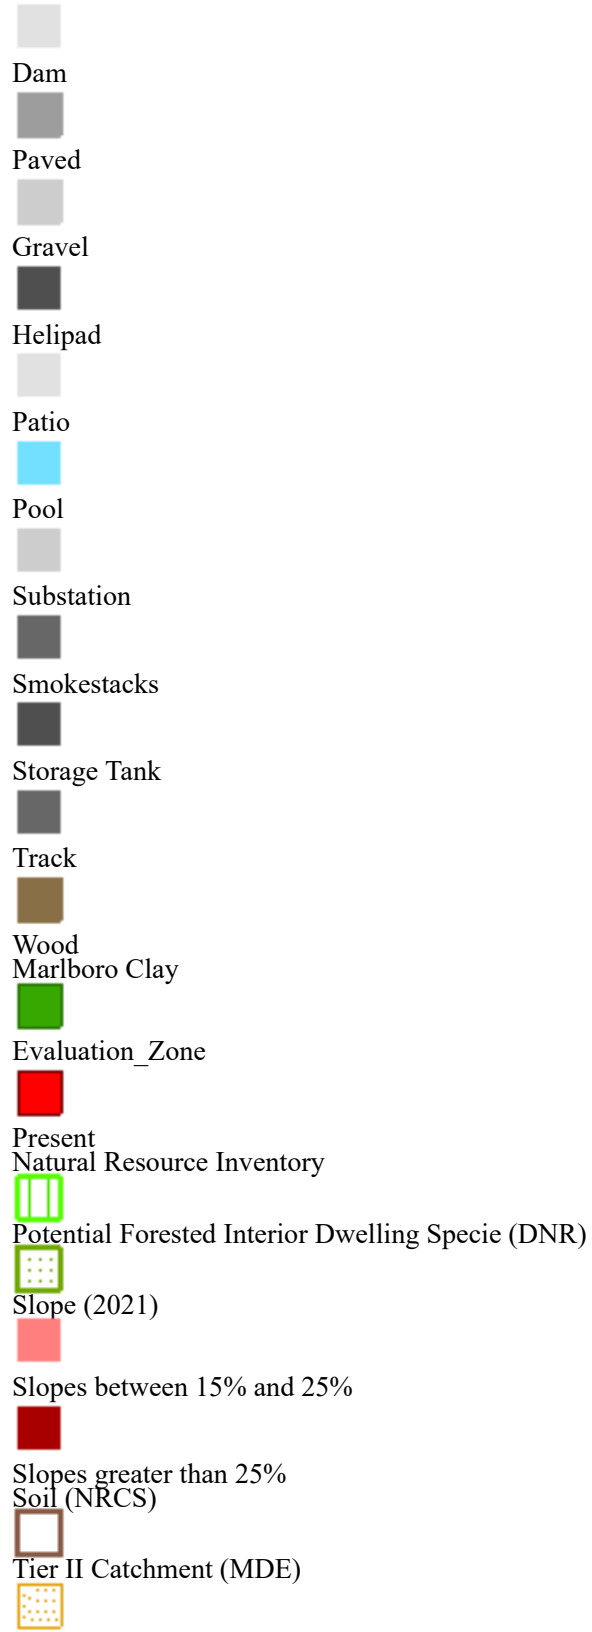 Dam
Paved
Gravel
Helipad
Patio
Pool
Substation
Smokestacks
Storage Tank
Track
Wood
Marlboro Clay
Evaluation_Zone
Present
Natural Resource Inventory
Potential Forested Interior Dwelling Specie (DNR)
Slope (2021)
Slopes between 15% and 25%
Slopes greater than 25%
Soil (NRCS)
Tier II Catchment (MDE)